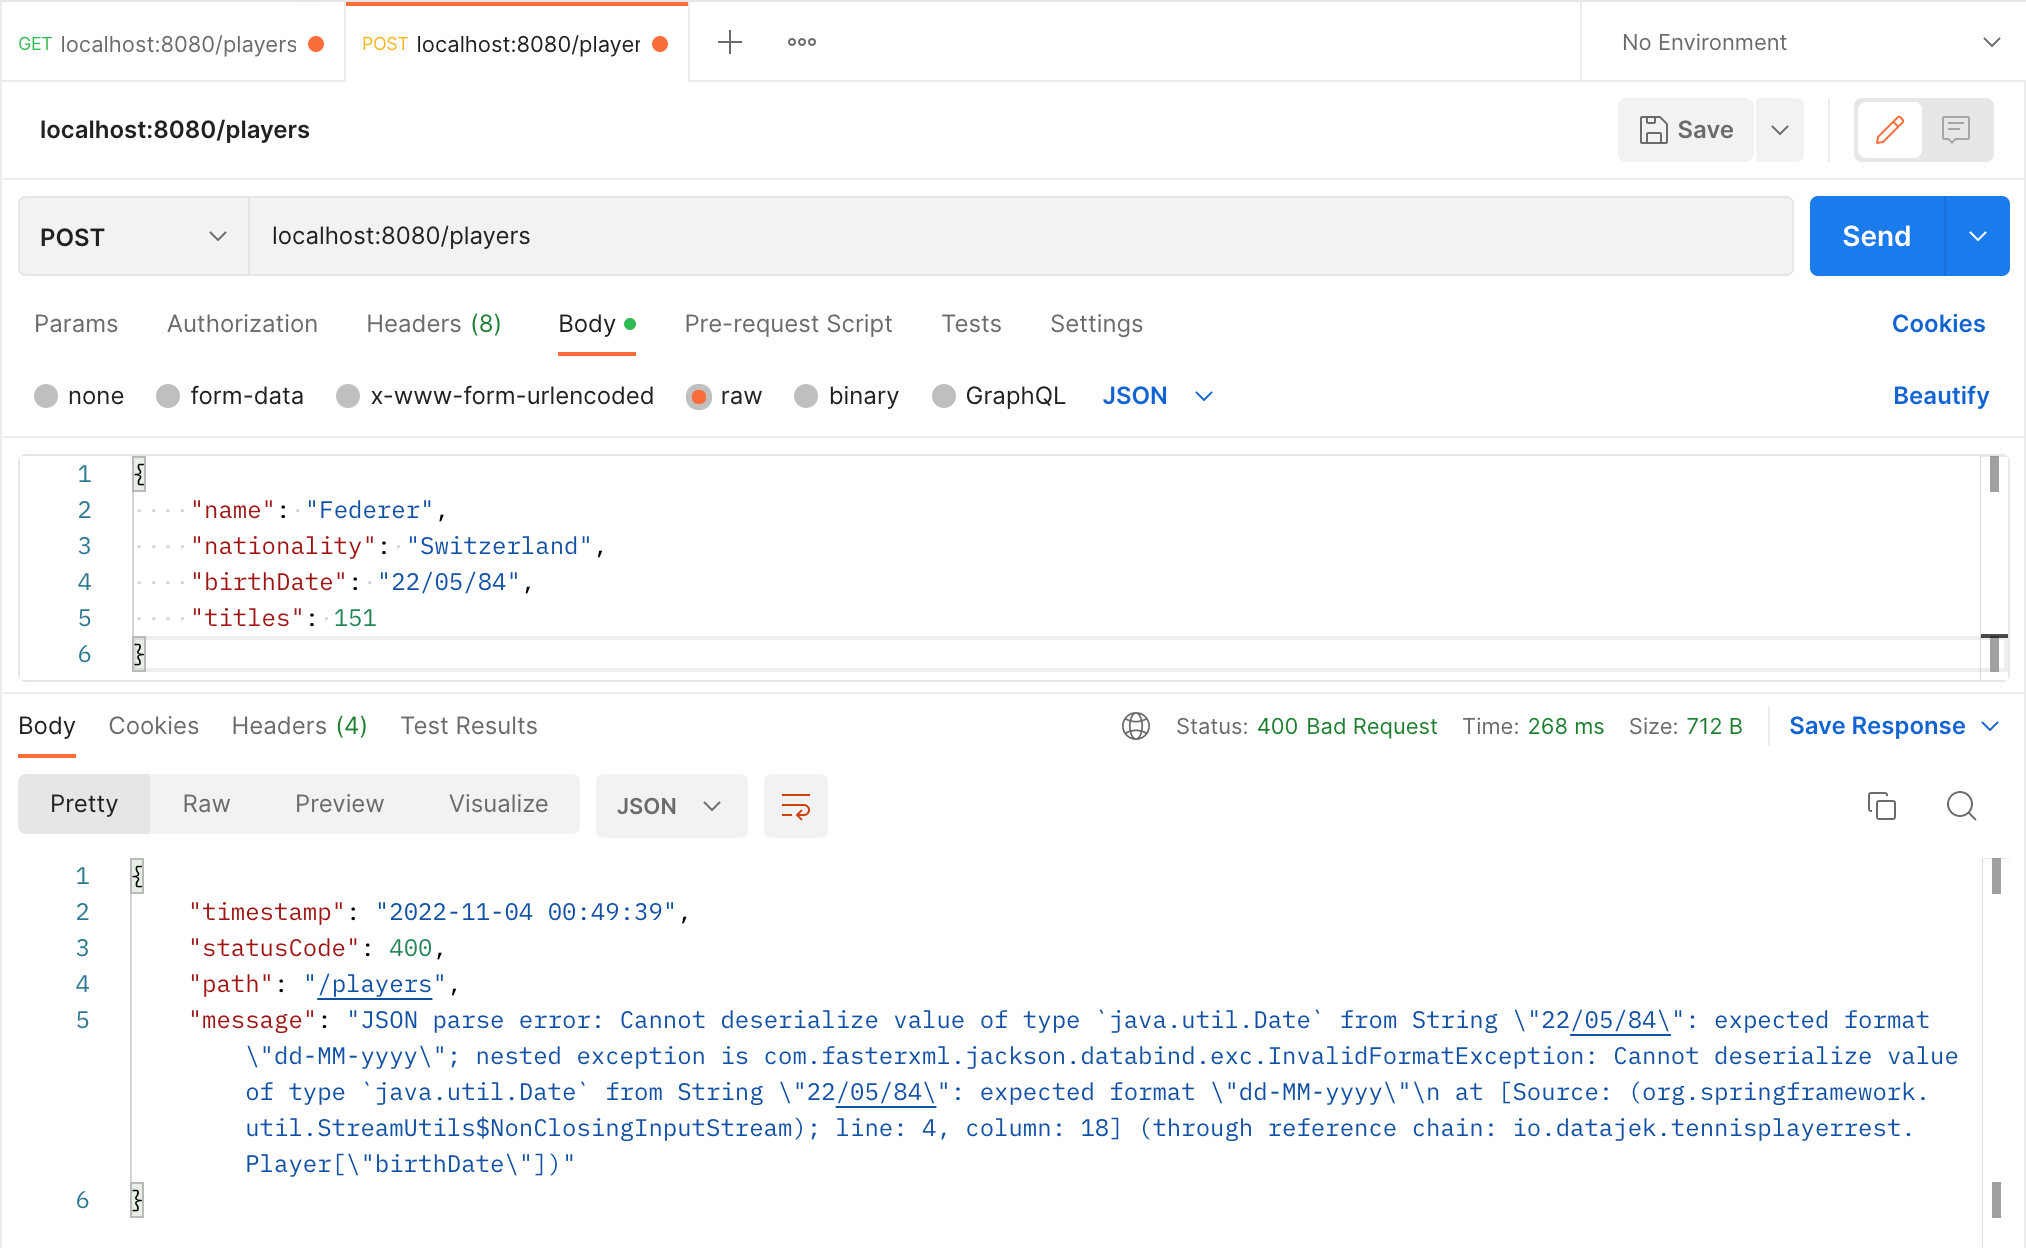 GET localhost:8080/players
POST localhost:8080/player
No Environment
localhost:8080/players
Save
POST
localhost:8080/players
Send
Params Authorization Headers (8) Body Pre-request Script Tests Settings Cookies
none form-data x-www-form-urlencoded raw binary GraphQL JSON Beautify
1 {
2 "name": "Federer",
3 "nationality": "Switzerland",
4 "birthDate": "22/05/84",
5 "titles": 151
6 }
Body Cookies Headers (4) Test Results Status: 400 Bad Request Time: 268 ms Size: 712 B Save Response
Pretty Raw Preview Visualize JSON
1 {
2 "timestamp": "2022-11-04 00:49:39",
3 "statusCode": 400,
4 "path": "/players",
5 "message": "JSON parse error: Cannot deserialize value of type `java.util.Date` from String \"22/05/84\": expected format
\"dd-MM-yyyy\"; nested exception is com.fasterxml.jackson.databind.exc.InvalidFormatException: Cannot deserialize value
of type `java.util.Date` from String \"22/05/84\": expected format \"dd-MM-yyyy\"\n at [Source: (org.springframework.
util.StreamUtils$NonClosingInputStream); line: 4, column: 18] (through reference chain: io.datajek.tennisplayerrest.
Player[\"birthDate\"])"
6 }